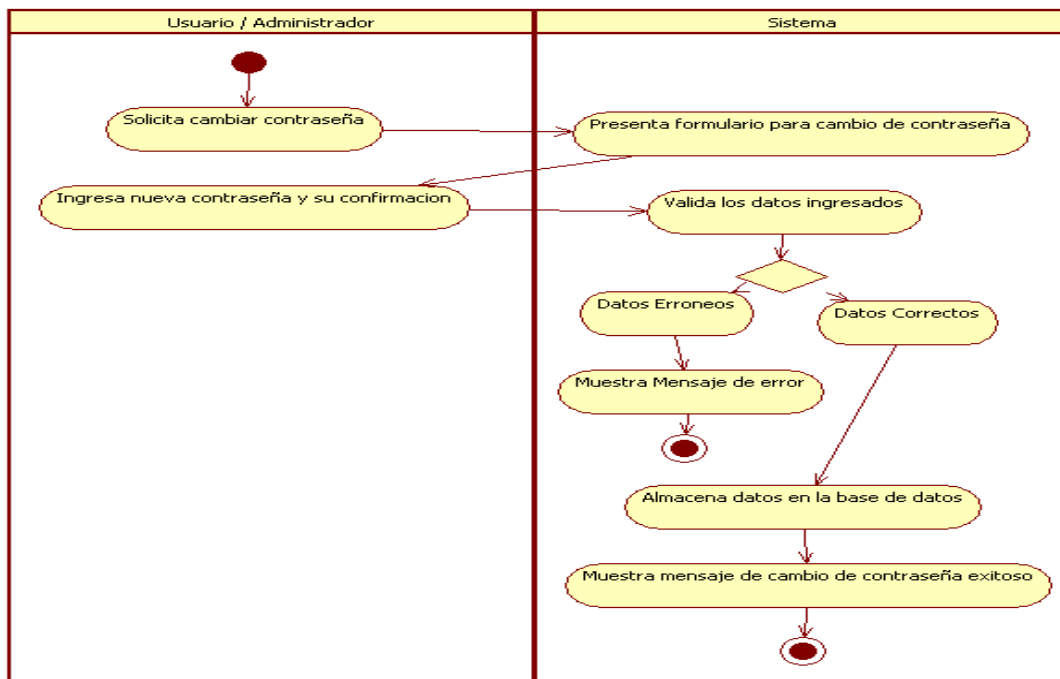 Usuario / Administrador
Sistema
Solicita cambiar contraseña
Presenta formulario para cambio de contraseña
Ingresa nueva contraseña y su confirmacion
Valida los datos ingresados
Datos Erroneos
Datos Correctos
Muestra Mensaje de error
Almacena datos en la base de datos
Muestra mensaje de cambio de contraseña exitoso